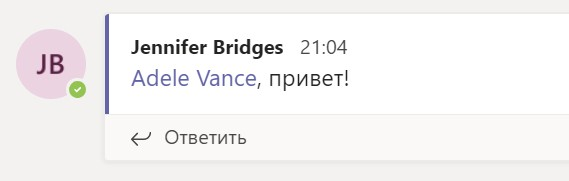 JB
Jennifer Bridges 21:04
Adele Vance, привет!
Ответить